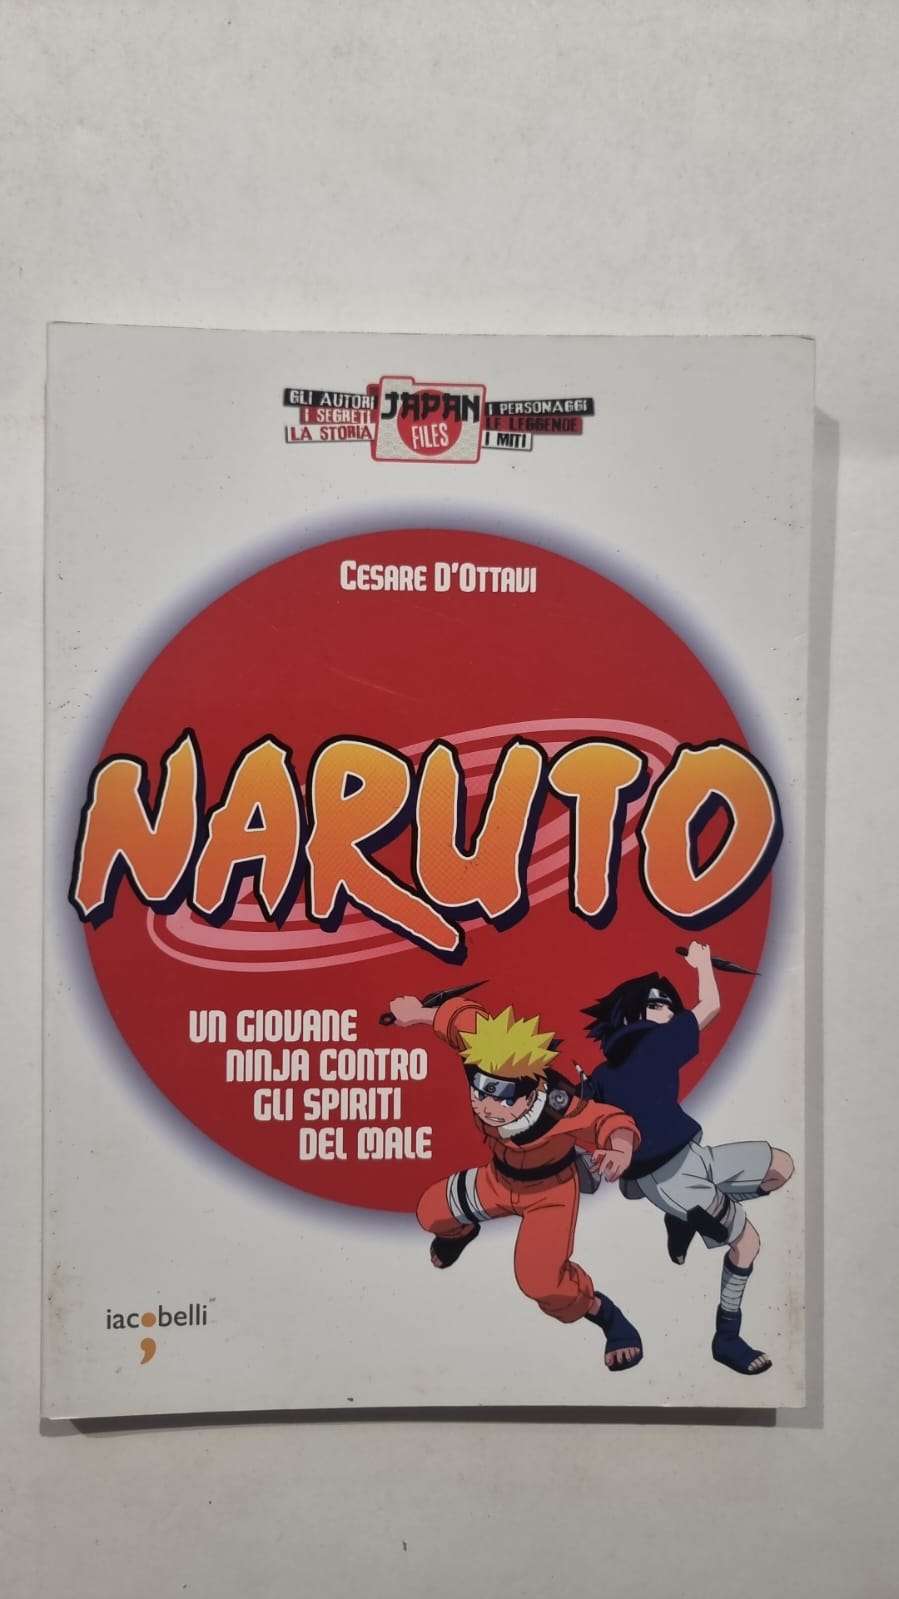 GLI AUTORI
I SEGRETI
LA STORIA
JAPAN
FILES
I PERSONAGGI
LE LEGGENDE
I MITI
CESARE D'OTTAVI
NARUTO
UN GIOVANE
NINJA CONTRO
GLI SPIRITI
DEL MALE
iacobelli